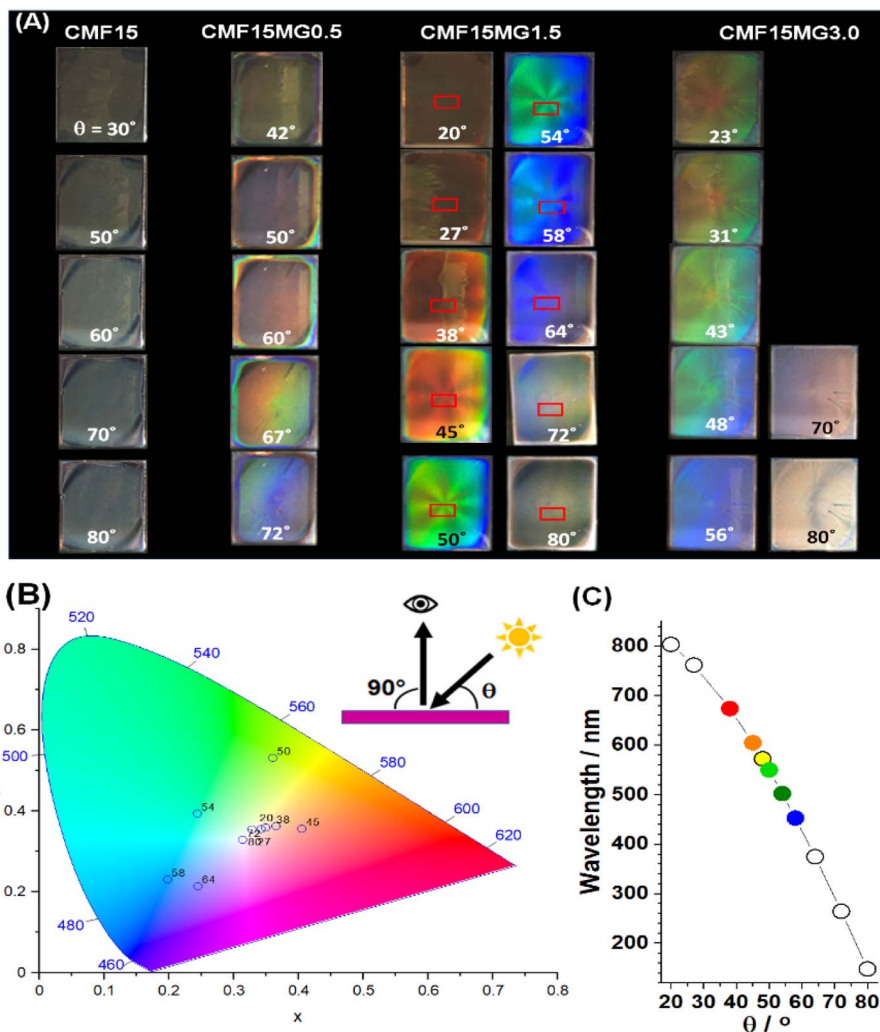 (A)
CMF15 CMF15MG0.5 CMF15MG1.5 CMF15MG3.0
θ = 30° 42° 20° 54° 23°
50° 50° 27° 58° 31°
60° 60° 38° 64° 43°
70° 67° 45° 72° 48° 70°
80° 72° 50° 80° 56° 80°
(B)
520
540
560
580
600
620
500
480
460
0.8
0.6
0.4
0.2
0
0 0.1 0.2 0.3 0.4 0.5 0.6 0.7 0.8
x
50
54
20
38
45
72
80
27
58
64
90°
θ
(C)
800
700
600
500
400
300
200
Wavelength / nm
20 30 40 50 60 70 80
θ / º